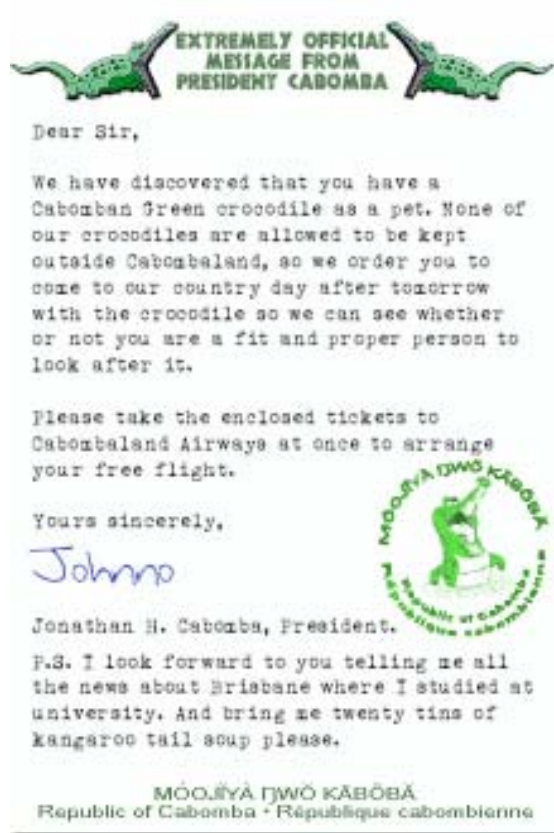 EXTREMELY OFFICIAL
MESSAGE FROM
PRESIDENT CABOMBA
Dear Sir,
We have discovered that you have a
Cabomban Green crocodile as a pet. None of
our crocodiles are allowed to be kept
outside Cabombaland, so we order you to
come to our country day after tomorrow
with the crocodile so we can see whether
or not you are a fit and proper person to
look after it.
Please take the enclosed tickets to
Cabombaland Airways at once to arrange
your free flight.
MÓOJÏYÀ ŊWÖ KÃBÔBÁ
Republic of Cabomba
République cabombienne
Yours sincerely,
Johnno
Jonathan H. Cabomba, President.
P.S. I look forward to you telling me all
the news about Brisbane where I studied at
university. And bring me twenty tins of
kangaroo tail soup please.
MÓOJÏYÀ ŊWÖ KÃBÔBÁ
Republic of Cabomba • République cabombienne